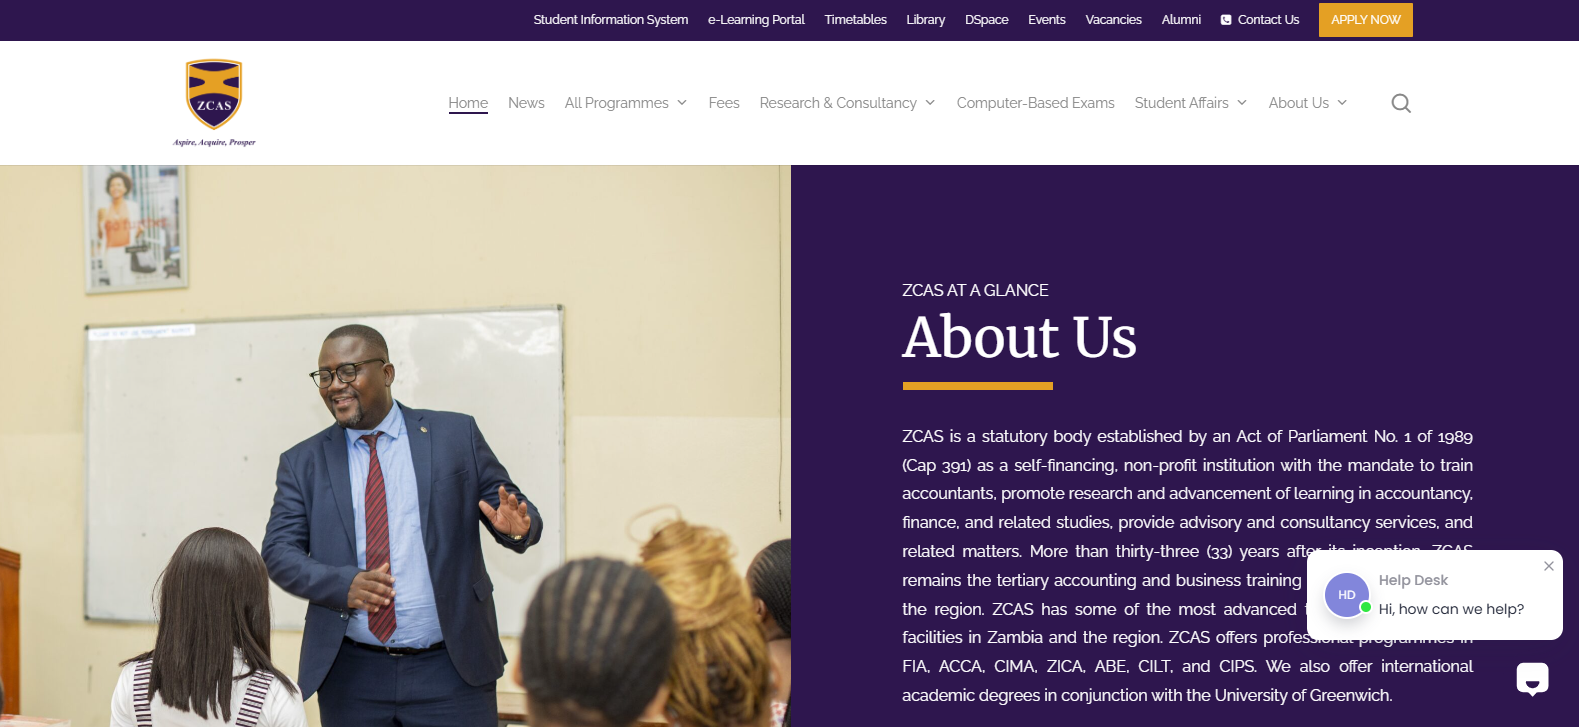 Student Information System e-Learning Portal Timetables Library DSpace Events Vacancies Alumni Contact Us APPLY NOW
ZCAS
Aspire, Acquire, Prosper
Home News All Programmes Fees Research & Consultancy Computer-Based Exams Student Affairs About Us
ZCAS AT A GLANCE
About Us
ZCAS is a statutory body established by an Act of Parliament No. 1 of 1989
(Cap 391) as a self-financing, non-profit institution with the mandate to train
accountants, promote research and advancement of learning in accountancy,
finance, and related studies, provide advisory and consultancy services, and
related matters. More than thirty-three (33) years after its inception, ZCAS
remains the tertiary accounting and business training
the region. ZCAS has some of the most advanced
facilities in Zambia and the region. ZCAS offers professional programmes in
FIA, ACCA, CIMA, ZICA, ABE, CILT, and CIPS. We also offer international
academic degrees in conjunction with the University of Greenwich.
Help Desk
HD
Hi, how can we help?